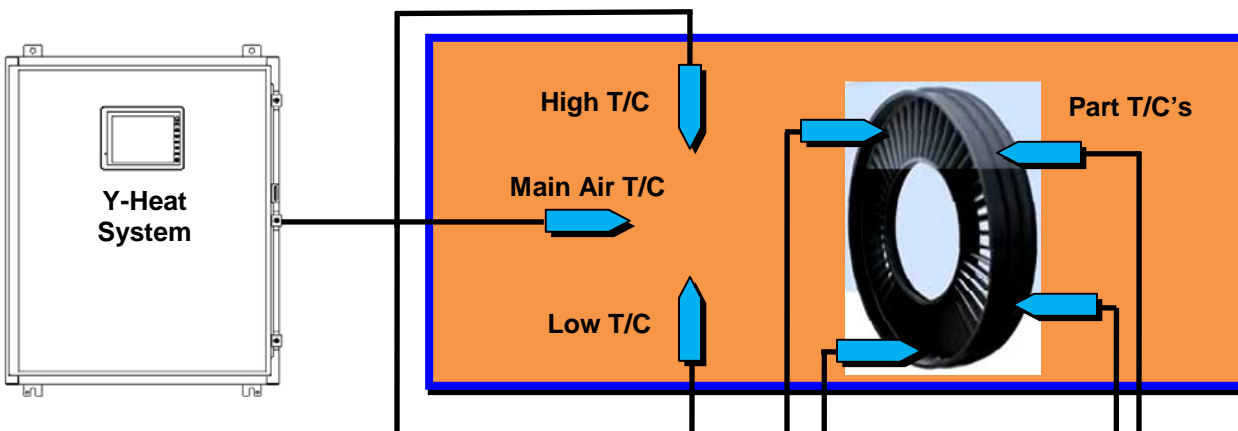 High T/C
Part T/C's
Main Air T/C
Y-Heat
System
Low T/C